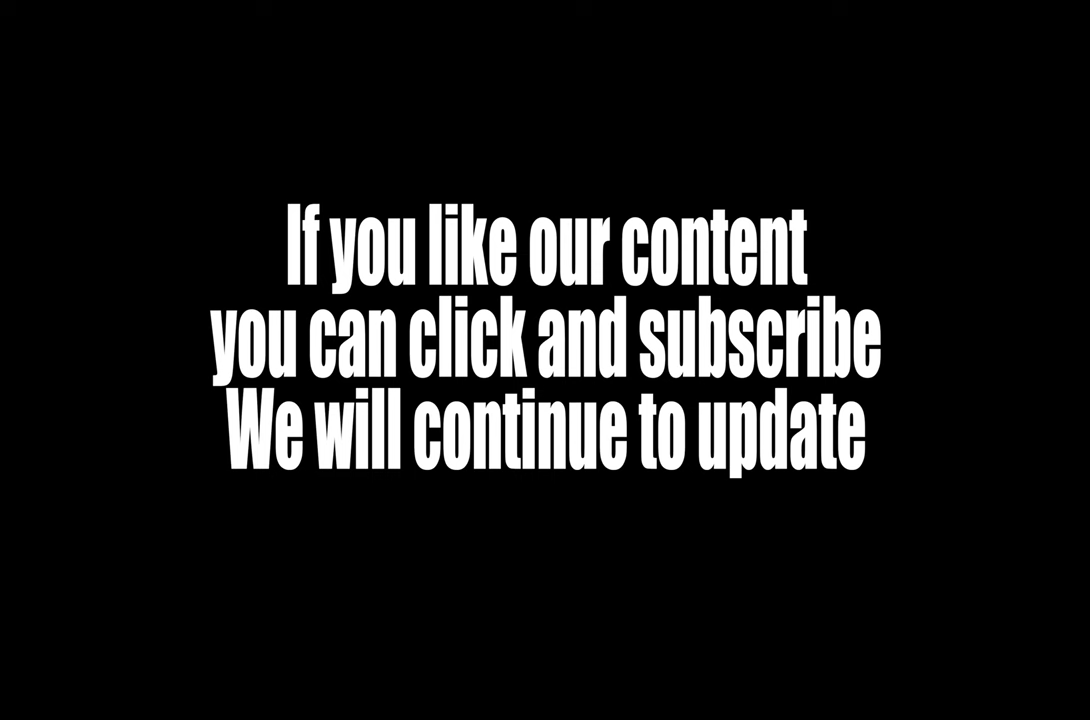 If you like our content
you can click and subscribe
We will continue to update